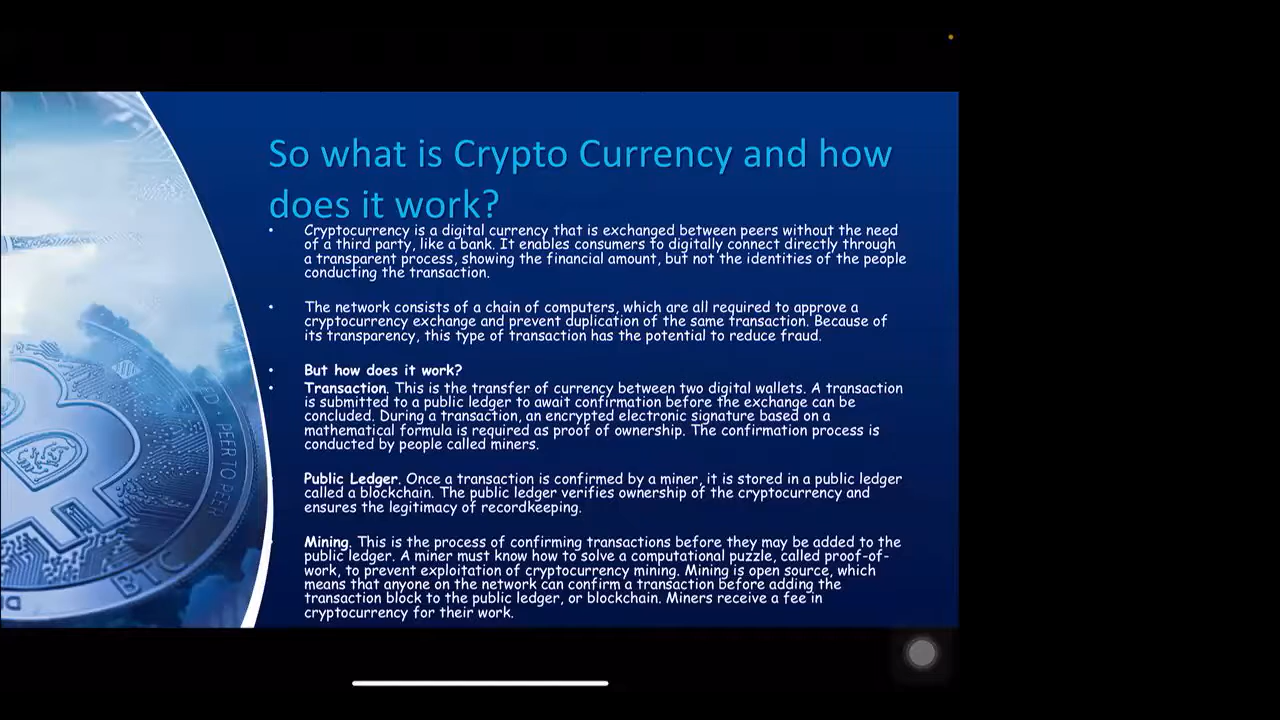 So what is Crypto Currency and how
does it work?
• Cryptocurrency is a digital currency that is exchanged between peers without the need
of a third party, like a bank. It enables consumers to digitally connect directly through
a transparent process, showing the financial amount, but not the identities of the people
conducting the transaction.
• The network consists of a chain of computers, which are all required to approve a
cryptocurrency exchange and prevent duplication of the same transaction. Because of
its transparency, this type of transaction has the potential to reduce fraud.
• But how does it work?
• Transaction. This is the transfer of currency between two digital wallets. A transaction
is submitted to a public ledger to await confirmation before the exchange can be
concluded. During a transaction, an encrypted electronic signature based on a
mathematical formula is required as proof of ownership. The confirmation process is
conducted by people called miners.
Public Ledger. Once a transaction is confirmed by a miner, it is stored in a public ledger
called a blockchain. The public ledger verifies ownership of the cryptocurrency and
ensures the legitimacy of recordkeeping.
Mining. This is the process of confirming transactions before they may be added to the
public ledger. A miner must know how to solve a computational puzzle, called proof-of-
work, to prevent exploitation of cryptocurrency mining. Mining is open source, which
means that anyone on the network can confirm a transaction before adding the
transaction block to the public ledger, or blockchain. Miners receive a fee in
cryptocurrency for their work.
PEER TO PEER
BTC